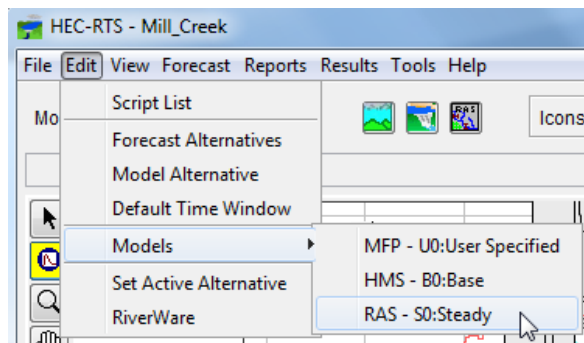 HEC-RTS - Mill_Creek
File Edit View Forecast Reports Results Tools Help
Mo
Icons
Script List
Forecast Alternatives
Model Alternative
Default Time Window
Models
MFP - U0:User Specified
HMS - B0:Base
RAS - S0:Steady
Set Active Alternative
RiverWare